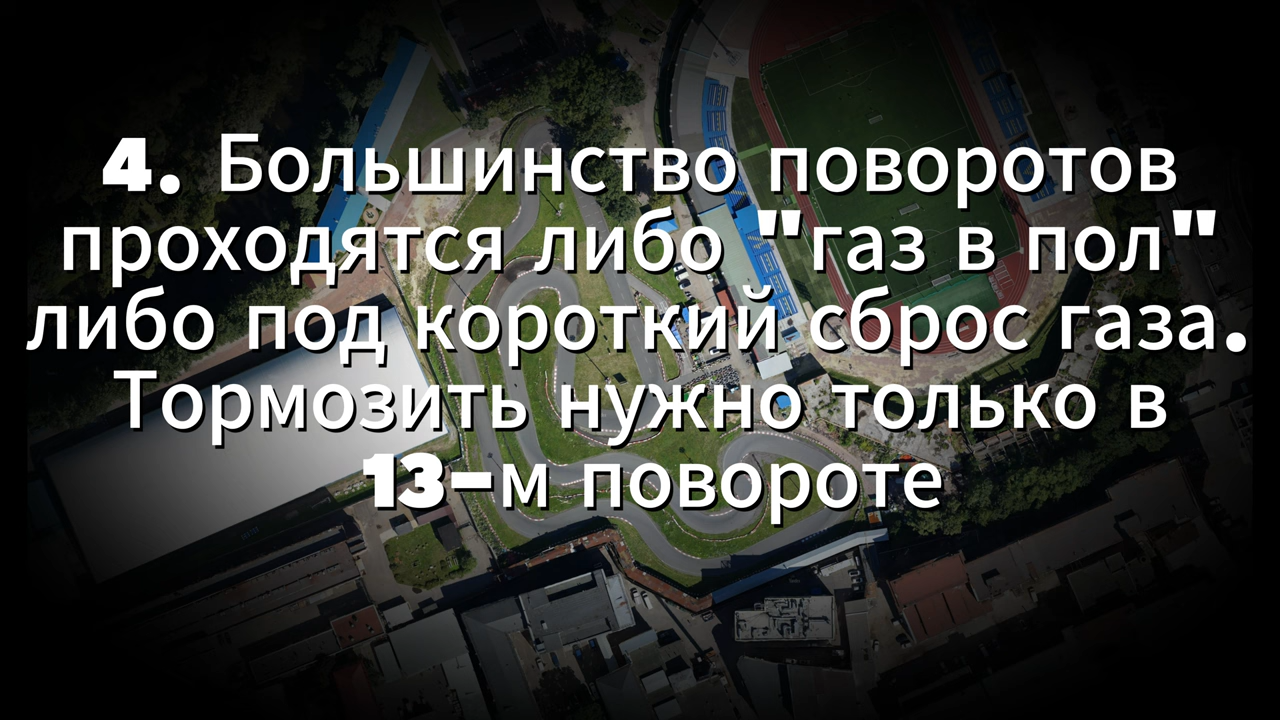 4. Большинство поворотов
проходятся либо "газ в пол"
либо под короткий сброс газа.
Тормозить нужно только в
13-м повороте